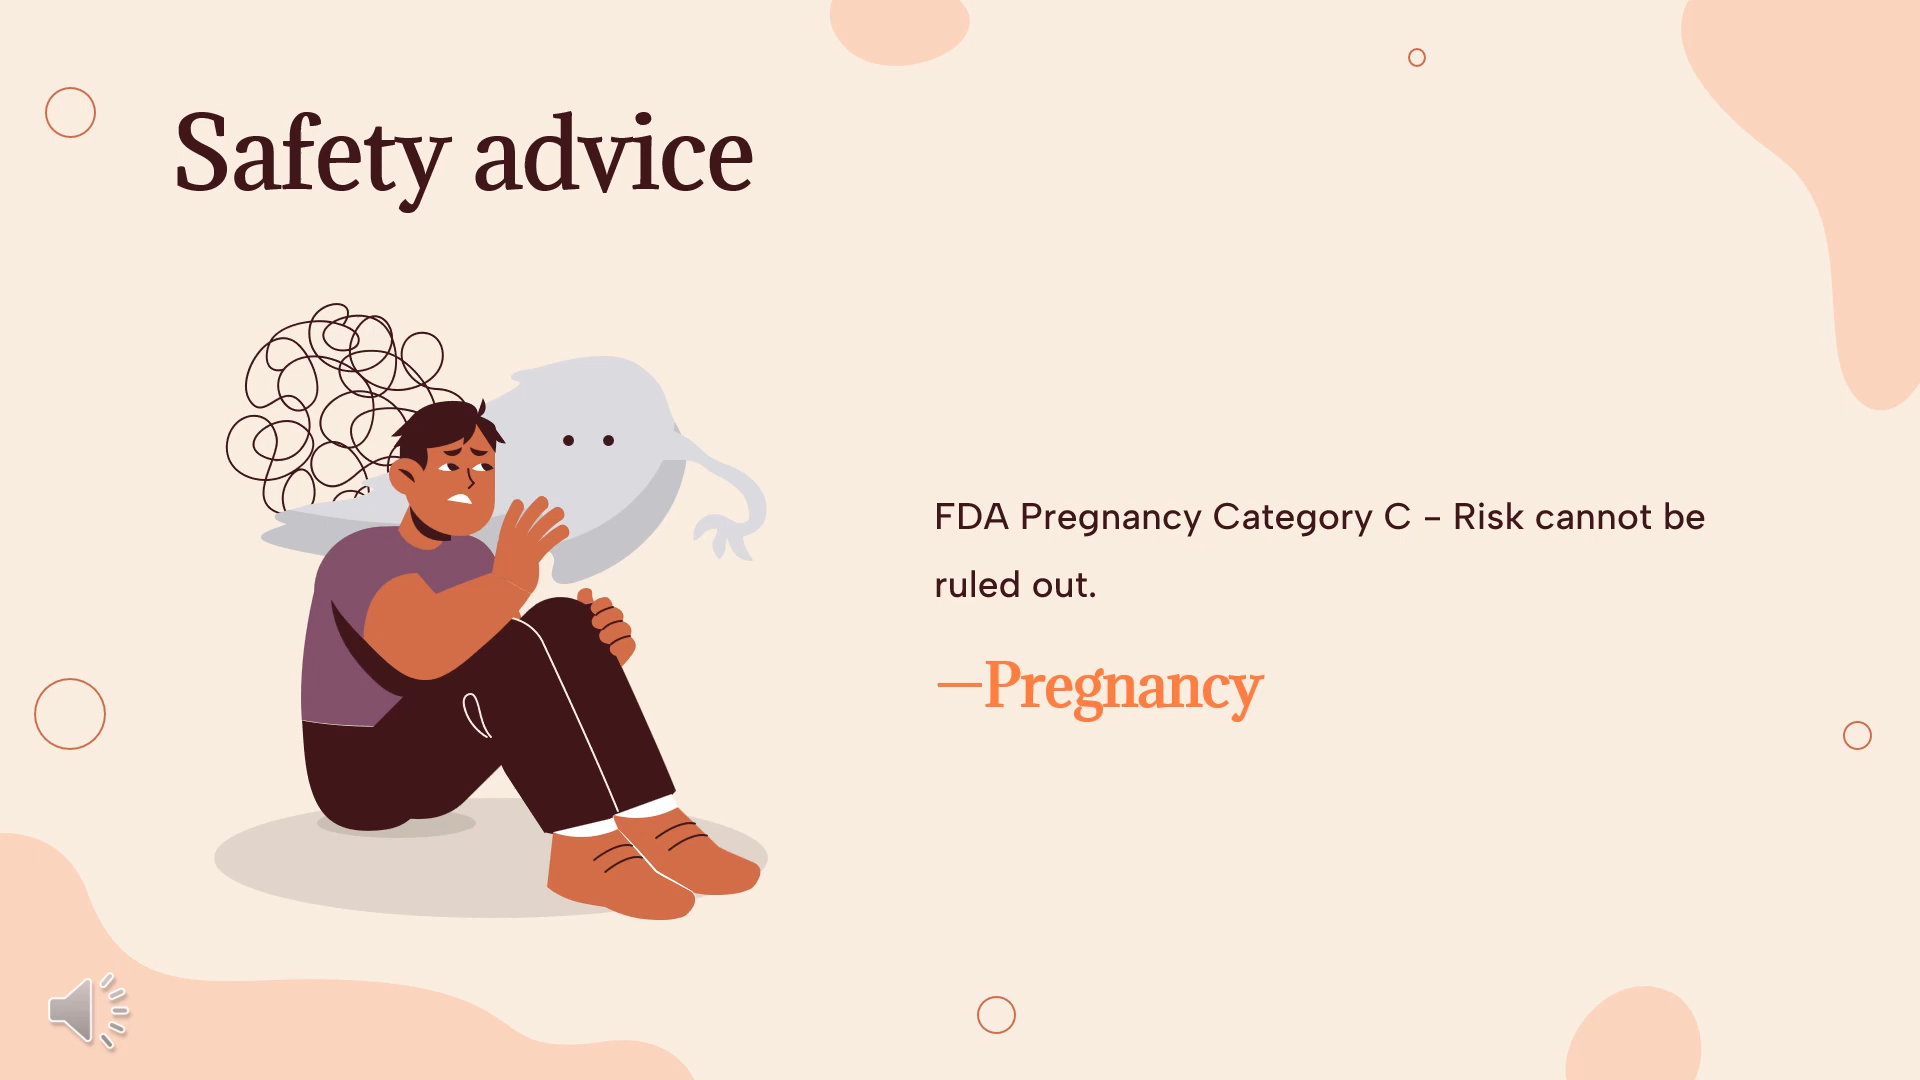 Safety advice
FDA Pregnancy Category C – Risk cannot be
ruled out.
—Pregnancy